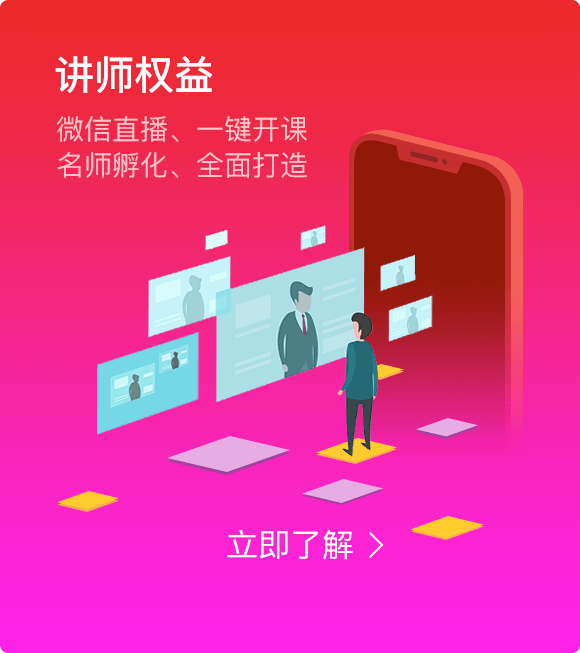 讲师权益
微信直播、一键开课
名师孵化、全面打造
立即了解